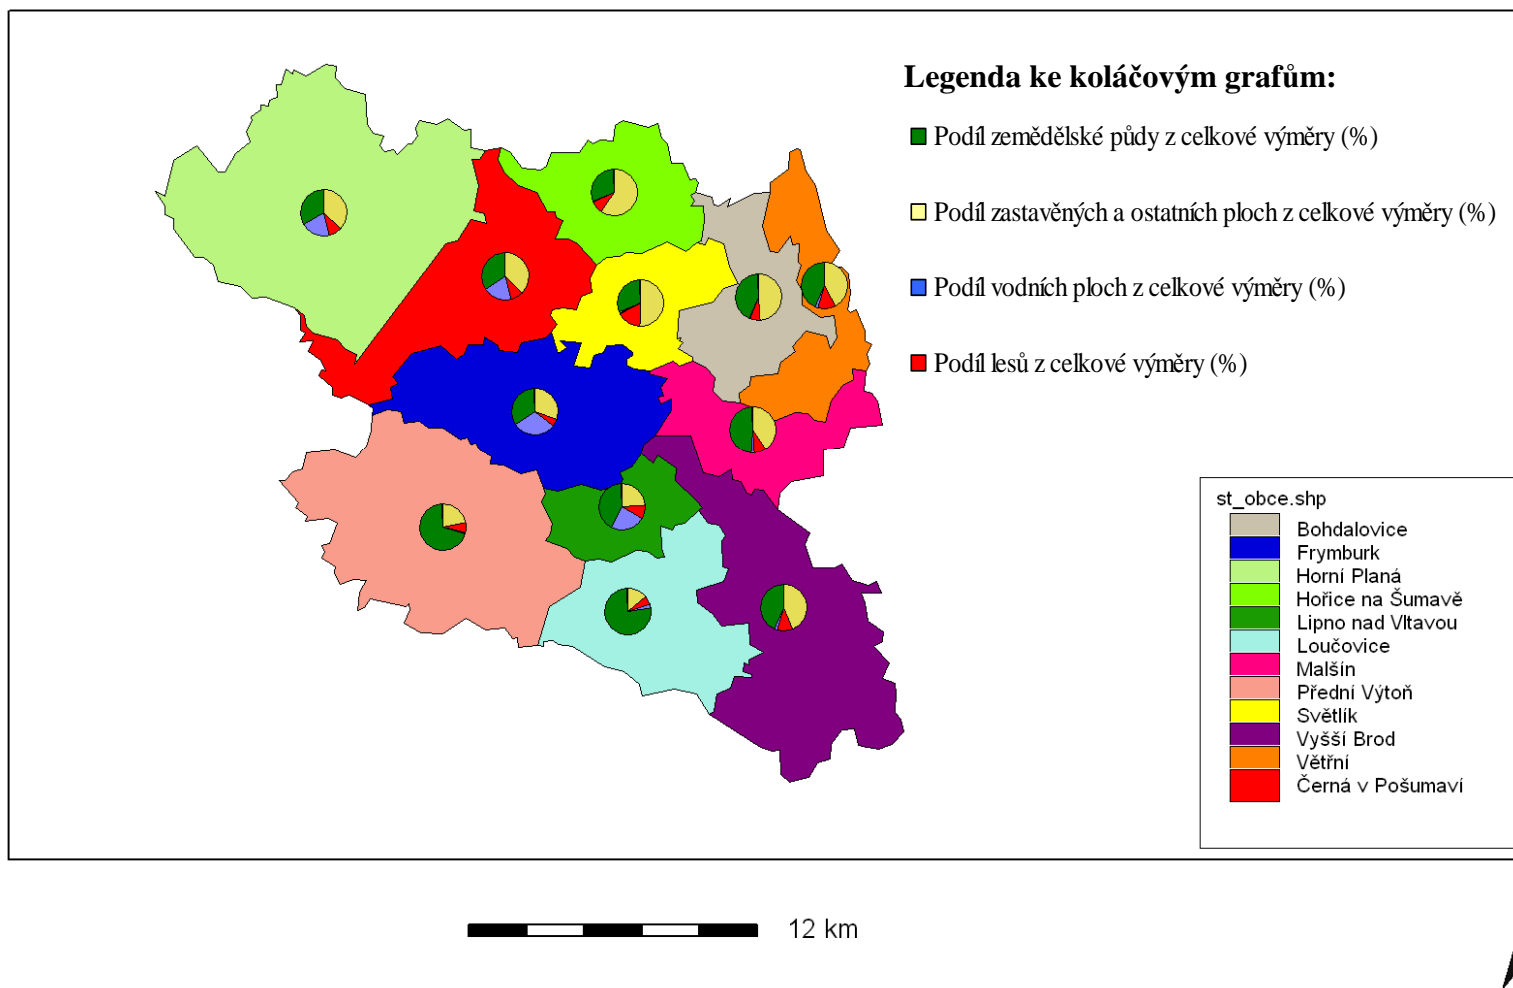 Legenda ke koláčovým grafům:
Podíl zemědělské půdy z celkové výměry (%)
Podíl zastavěných a ostatních ploch z celkové výměry (%)
Podíl vodních ploch z celkové výměry (%)
Podíl lesů z celkové výměry (%)
st_obce.shp
Bohdalovice
Frymburk
Horní Planá
Hořice na Šumavě
Lipno nad Vltavou
Loučovice
Malšín
Přední Výtoň
Světlík
Vyšší Brod
Větřní
Černá v Pošumaví
12 km